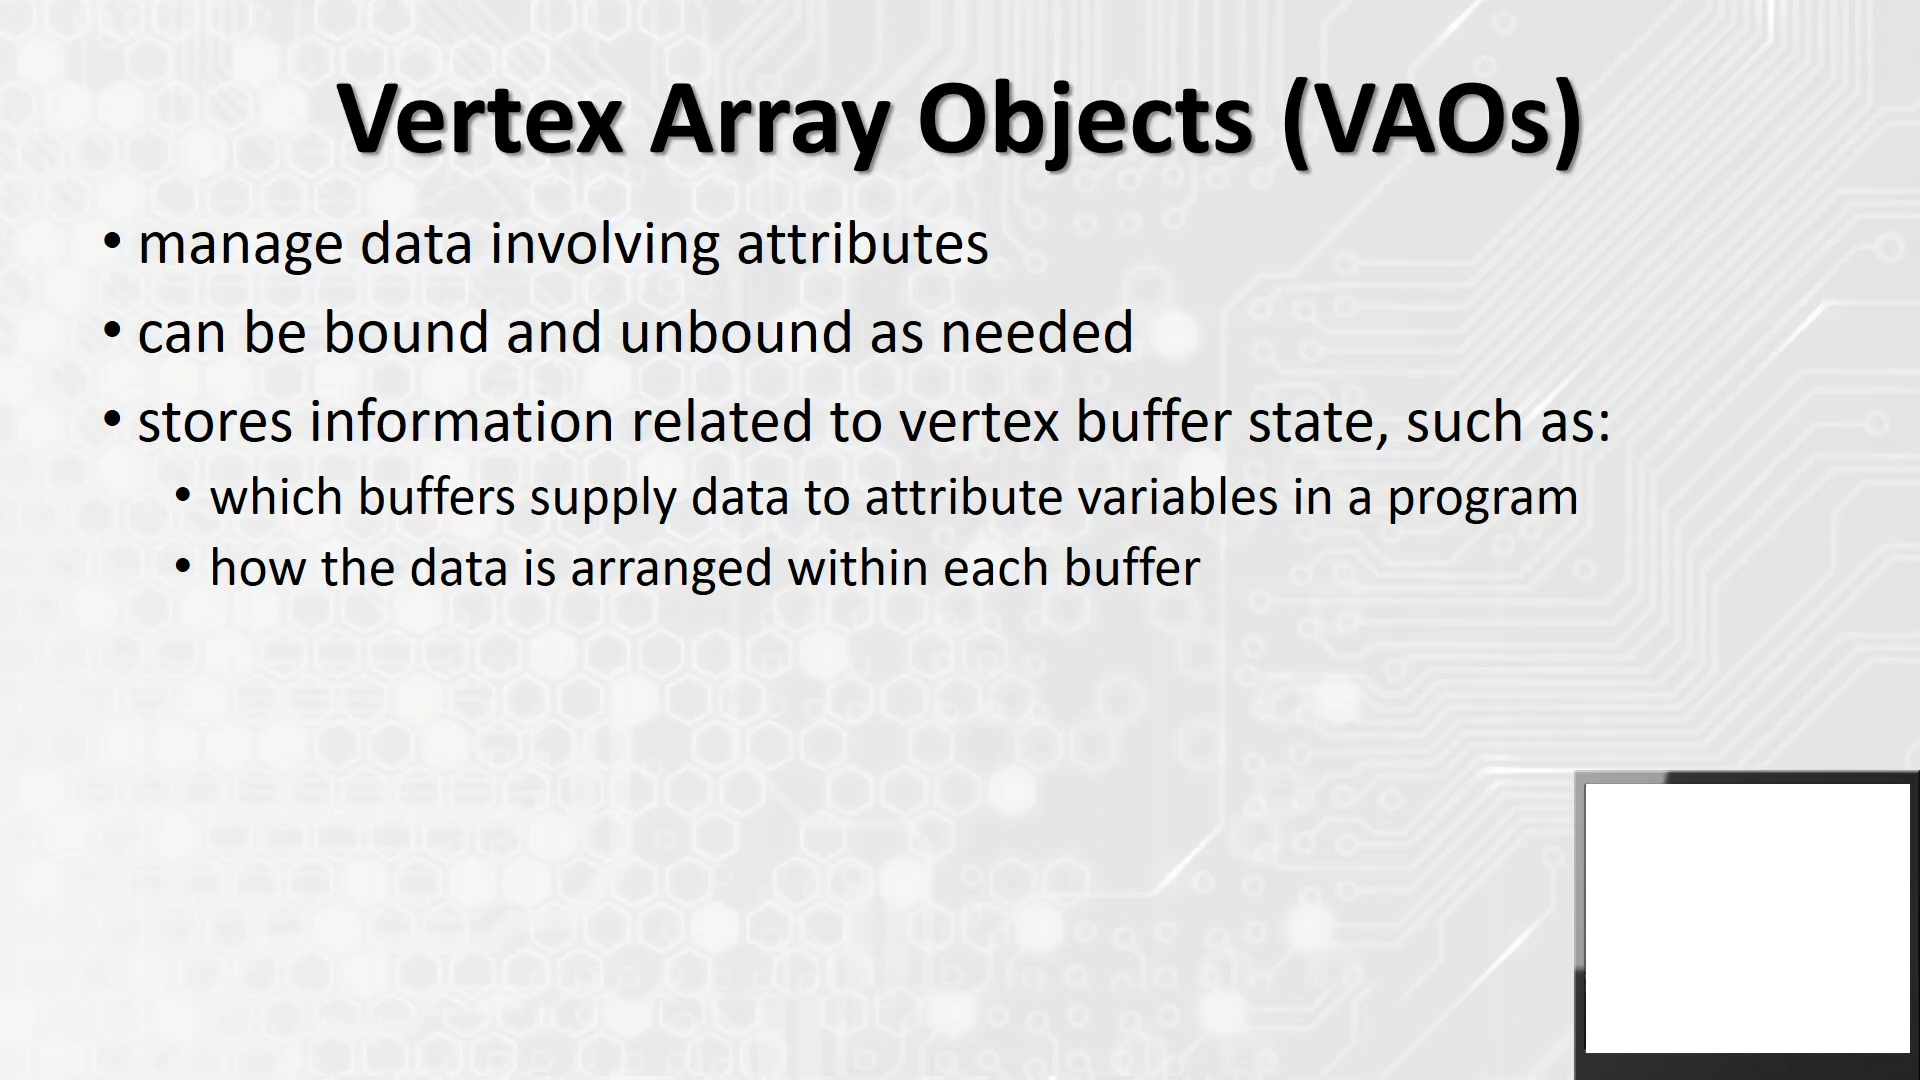 Vertex Array Objects (VAOs)
• manage data involving attributes
• can be bound and unbound as needed
• stores information related to vertex buffer state, such as:
• which buffers supply data to attribute variables in a program
• how the data is arranged within each buffer